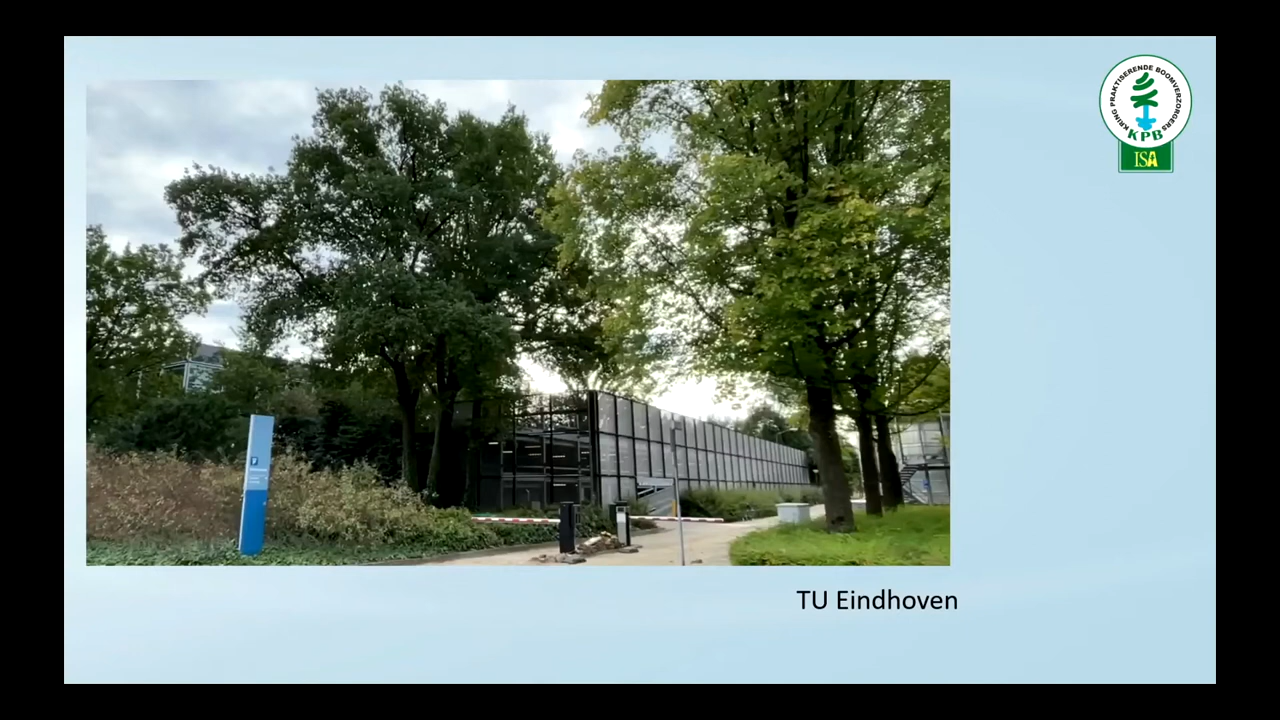 KRING PRAKTISERENDE BOOMVERZORGERS
KPB
ISA
P
TU Eindhoven